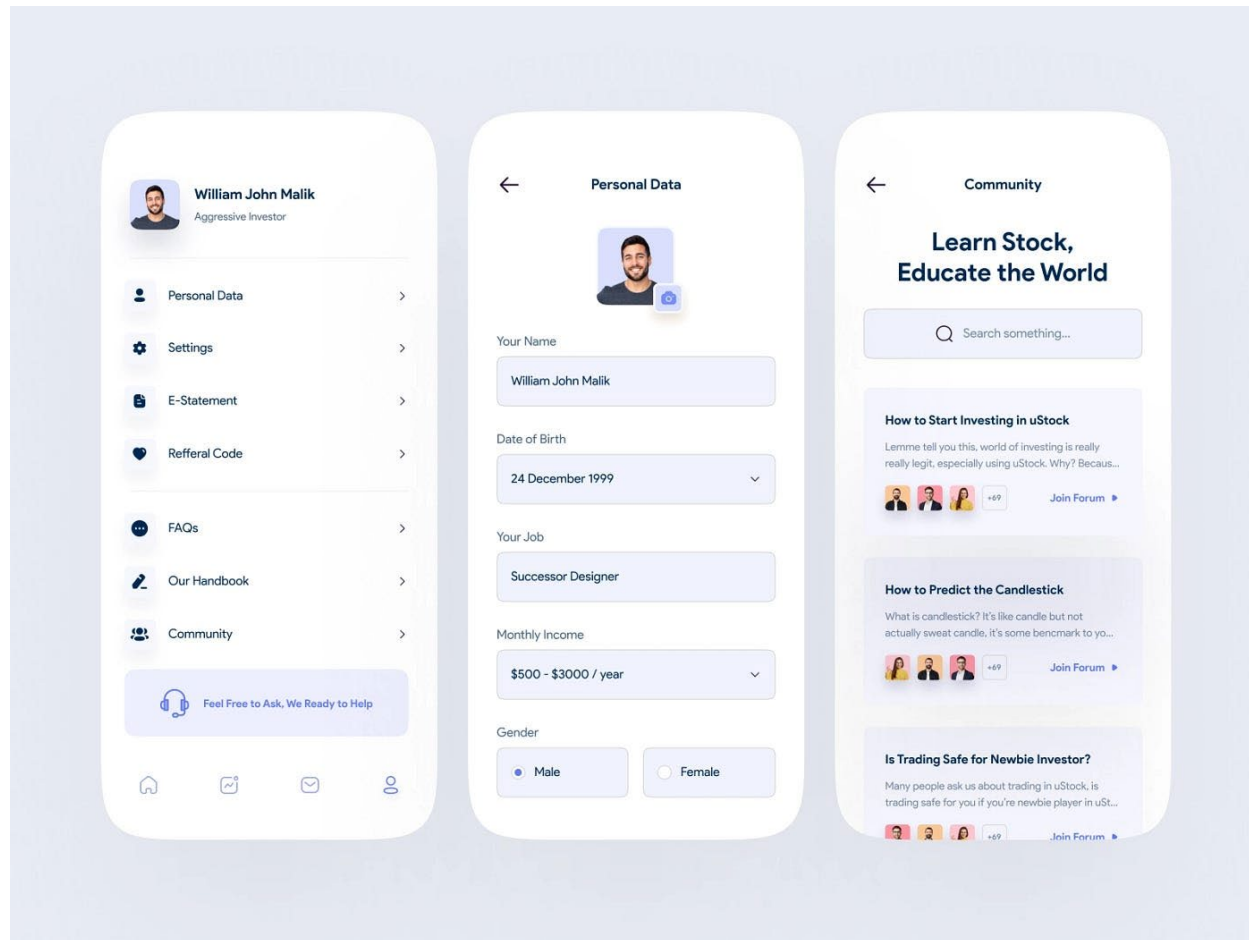 William John Malik
Aggressive Investor
Personal Data
Settings
E-Statement
Refferal Code
FAQs
Our Handbook
Community
Feel Free to Ask, We Ready to Help
Personal Data
Your Name
William John Malik
Date of Birth
24 December 1999
Your Job
Successor Designer
Monthly Income
$500 - $3000 / year
Gender
Male
Female
Community
Learn Stock,
Educate the World
Search something...
How to Start Investing in uStock
Lemme tell you this, world of investing is really
really legit, especially using uStock. Why? Becaus...
+69
Join Forum
How to Predict the Candlestick
What is candlestick? It's like candle but not
actually sweat candle, it's some bencmark to yo...
+69
Join Forum
Is Trading Safe for Newbie Investor?
Many people ask us about trading in uStock, is
trading safe for you if you're newbie player in uSt...
+69
Join Forum